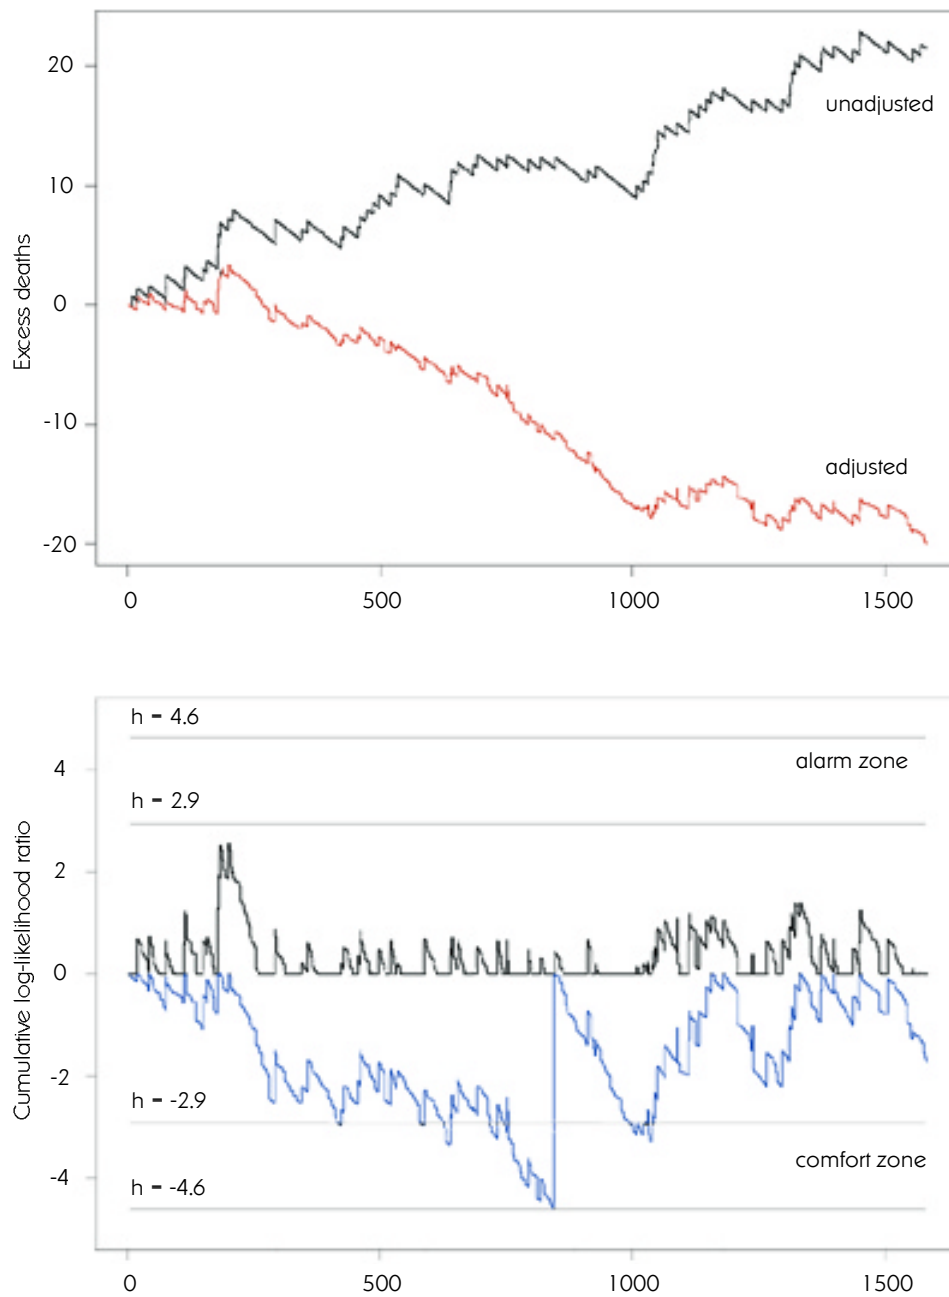 20
10
0
-10
-20
Excess deaths
unadjusted
adjusted
0 500 1000 1500
h = 4.6
alarm zone
4
h = 2.9
2
0
-2
h = -2.9
comfort zone
-4
h = -4.6
Cumulative log-likelihood ratio
0 500 1000 1500